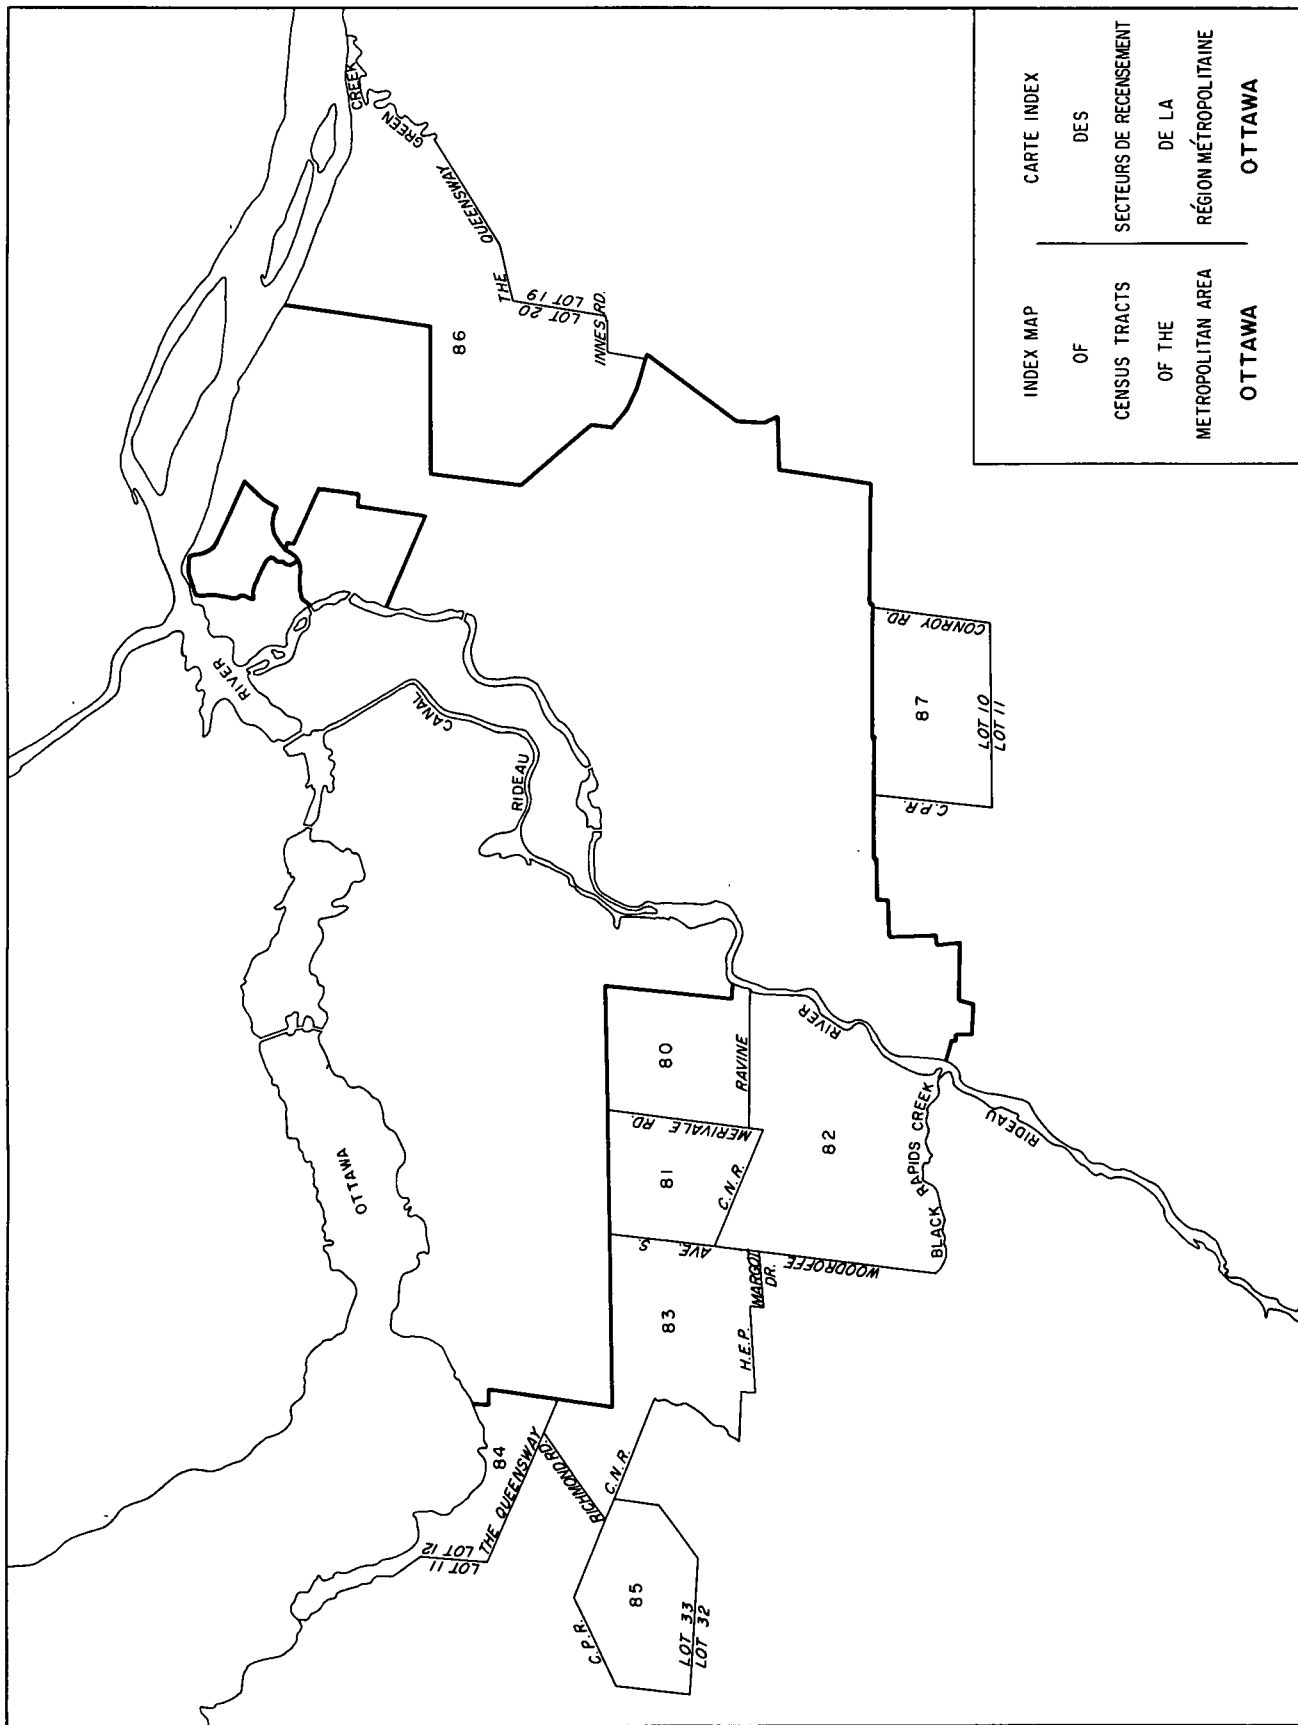 INDEX MAP
OF
CENSUS TRACTS
OF THE
METROPOLITAN AREA
OTTAWA
CARTE INDEX
DES
SECTEURS DE RECENSEMENT
DE LA
RÉGION MÉTROPOLITAINE
OTTAWA
GREEN
CREEK
THE
QUEENSWAY
LOT 20
LOT 19
INNES RD.
86
RIVER
CANAL
RIDEAU
OTTAWA
CONROY RD.
87
LOT 10
LOT 11
C.P.R.
80
RAVINE
RIVER
MERIVALE RD.
81
C.N.R.
82
BLACK RAPIDS CREEK
RIDEAU
WOODROFFE
AVE.
S.
MARGOT
DR.
83
H.E.P.
84
THE QUEENSWAY
LOT 12
LOT 11
RICHMOND RD.
C.N.R.
C.P.R.
85
LOT 33
LOT 32